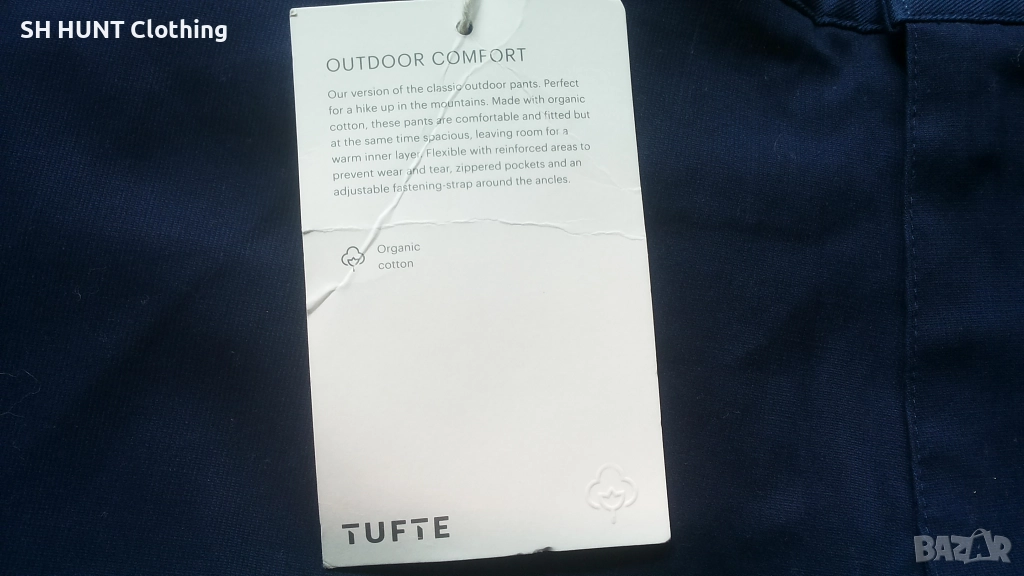 SH HUNT Clothing
OUTDOOR COMFORT
Our version of the classic outdoor pants. Perfect
for a hike up in the mountains. Made with organic
cotton, these pants are comfortable and fitted but
at the same time spacious, leaving room for a
warm inner layer. Flexible with reinforced areas to
prevent wear and tear, zippered pockets and an
adjustable fastening-strap around the ancles.
Organic
cotton
TUFTE
BAZAR